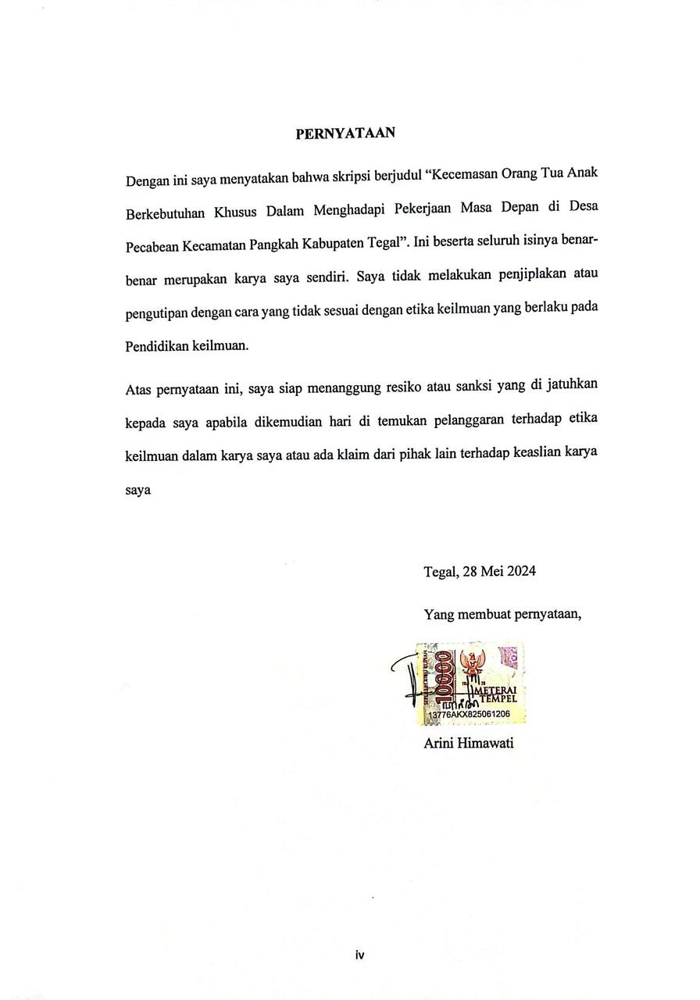 PERNYATAAN
Dengan ini saya menyatakan bahwa skripsi berjudul “Kecemasan Orang Tua Anak
Berkebutuhan Khusus Dalam Menghadapi Pekerjaan Masa Depan di Desa
Pecabean Kecamatan Pangkah Kabupaten Tegal”. Ini beserta seluruh isinya benar-
benar merupakan karya saya sendiri. Saya tidak melakukan penjiplakan atau
pengutipan dengan cara yang tidak sesuai dengan etika keilmuan yang berlaku pada
Pendidikan keilmuan.
Atas pernyataan ini, saya siap menanggung resiko atau sanksi yang di jatuhkan
kepada saya apabila dikemudian hari di temukan pelanggaran terhadap etika
keilmuan dalam karya saya atau ada klaim dari pihak lain terhadap keaslian karya
saya
Tegal, 28 Mei 2024
Yang membuat pernyataan,
10000
METERAI
TEMPEL
13776AKX825061206
Arini Himawati
iv